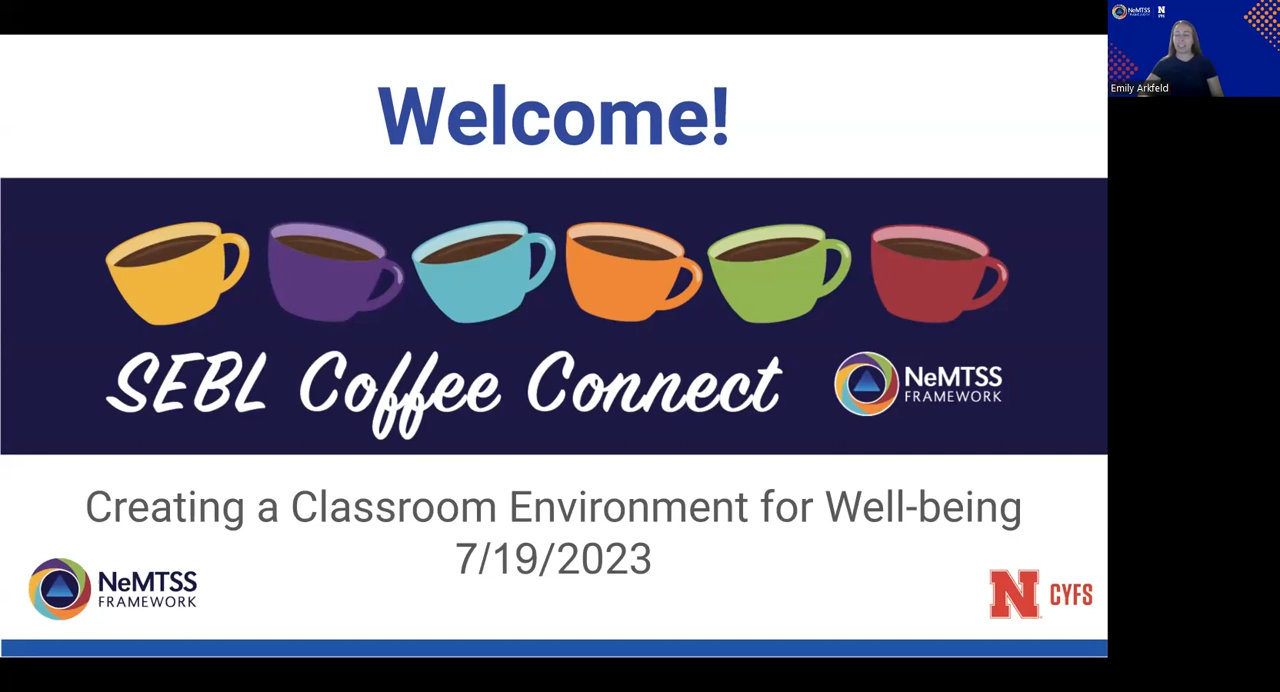 Welcome!
SEBL Coffee Connect
NeMTSS
FRAMEWORK
Creating a Classroom Environment for Well-being
7/19/2023
NeMTSS
FRAMEWORK
N CYFS
NeMTSS
N
Emily Arkfeld